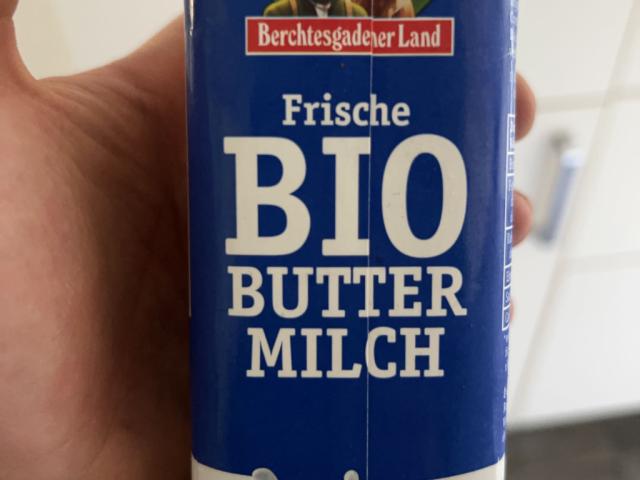 Berchtesgadener Land
Frische
BIO
BUTTER
MILCH